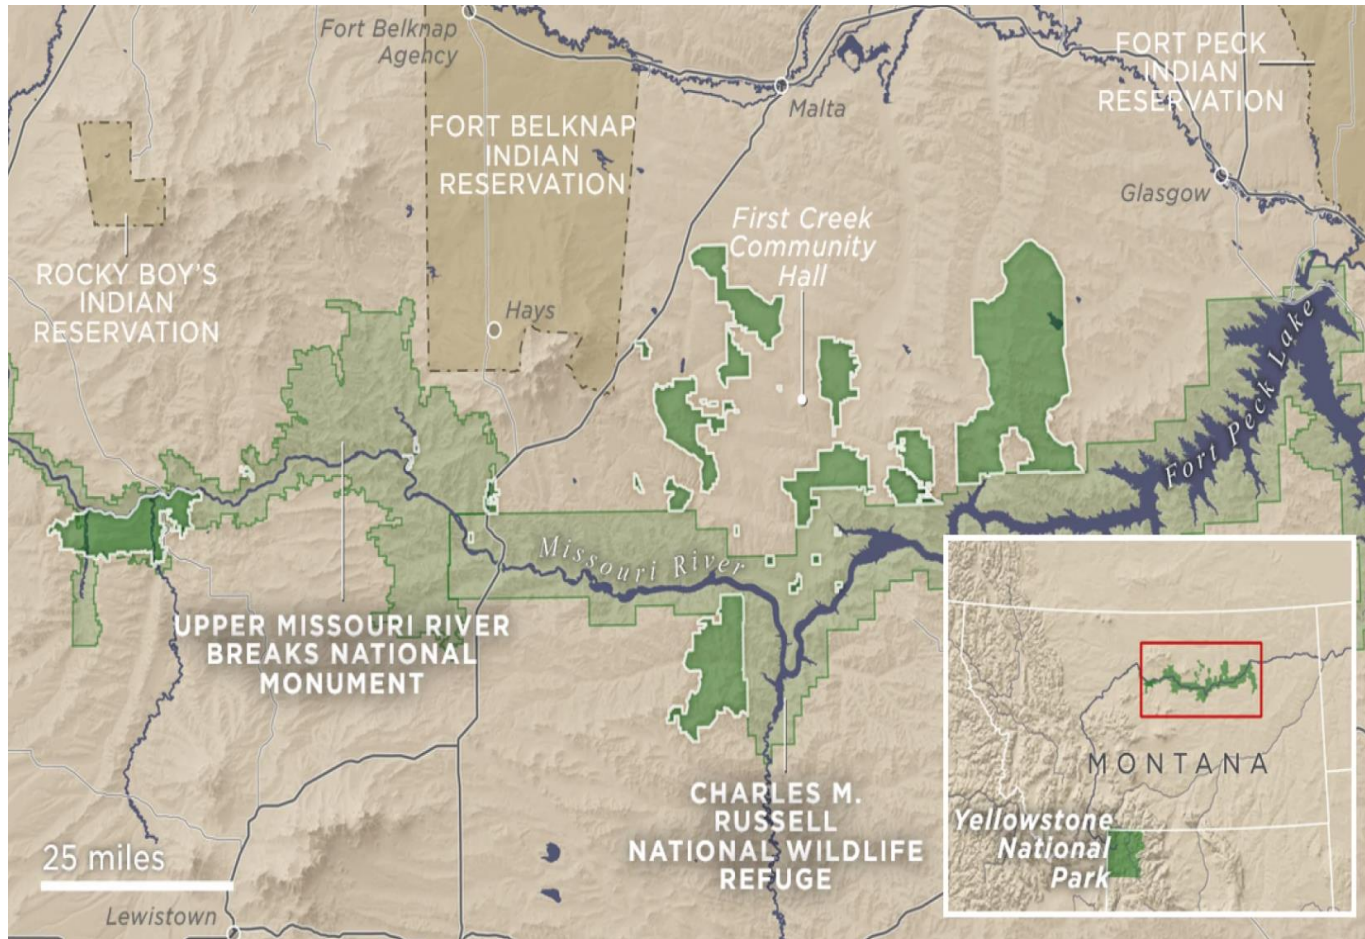 Fort Belknap
Agency
Malta
FORT PECK
INDIAN
RESERVATION
FORT BELKNAP
INDIAN
RESERVATION
Glasgow
First Creek
Community
Hall
ROCKY BOY'S
INDIAN
RESERVATION
Hays
Fort Peck Lake
Missouri River
UPPER MISSOURI RIVER
BREAKS NATIONAL
MONUMENT
CHARLES M.
RUSSELL
NATIONAL WILDLIFE
REFUGE
25 miles
Lewistown
MONTANA
Yellowstone
National
Park